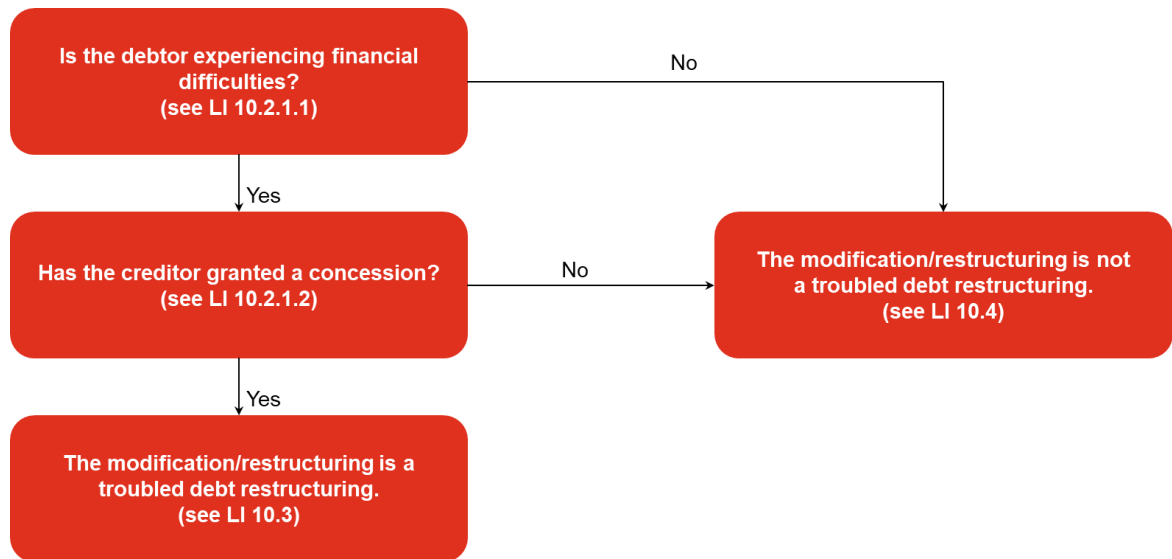 Is the debtor experiencing financial
difficulties?
(see LI 10.2.1.1)
No
Yes
Has the creditor granted a concession?
(see LI 10.2.1.2)
No
The modification/restructuring is not
a troubled debt restructuring.
(see LI 10.4)
Yes
The modification/restructuring is a
troubled debt restructuring.
(see LI 10.3)